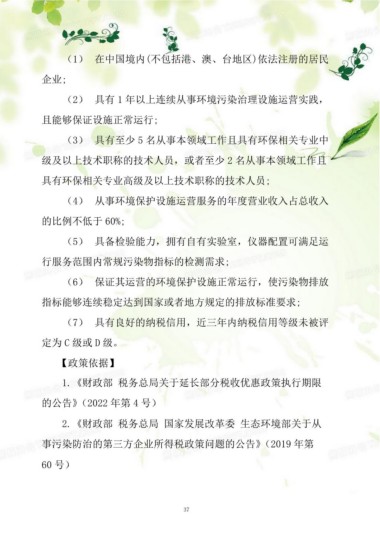 （1） 在中国境内(不包括港、澳、台地区)依法注册的居民
企业;
（2） 具有 1 年以上连续从事环境污染治理设施运营实践，
且能够保证设施正常运行;
（3） 具有至少 5 名从事本领域工作且具有环保相关专业中
级及以上技术职称的技术人员，或者至少 2 名从事本领域工作且
具有环保相关专业高级及以上技术职称的技术人员;
（4） 从事环境保护设施运营服务的年度营业收入占总收入
的比例不低于 60%;
（5） 具备检验能力，拥有自有实验室，仪器配置可满足运
行服务范围内常规污染物指标的检测需求;
（6） 保证其运营的环境保护设施正常运行，使污染物排放
指标能够连续稳定达到国家或者地方规定的排放标准要求;
（7） 具有良好的纳税信用，近三年内纳税信用等级未被评
定为 C 级或 D 级。
【政策依据】
1.《财政部 税务总局关于延长部分税收优惠政策执行期限
的公告》（2022 年第 4 号）
2.《财政部 税务总局 国家发展改革委 生态环境部关于从
事污染防治的第三方企业所得税政策问题的公告》（2019 年第
60 号）
37